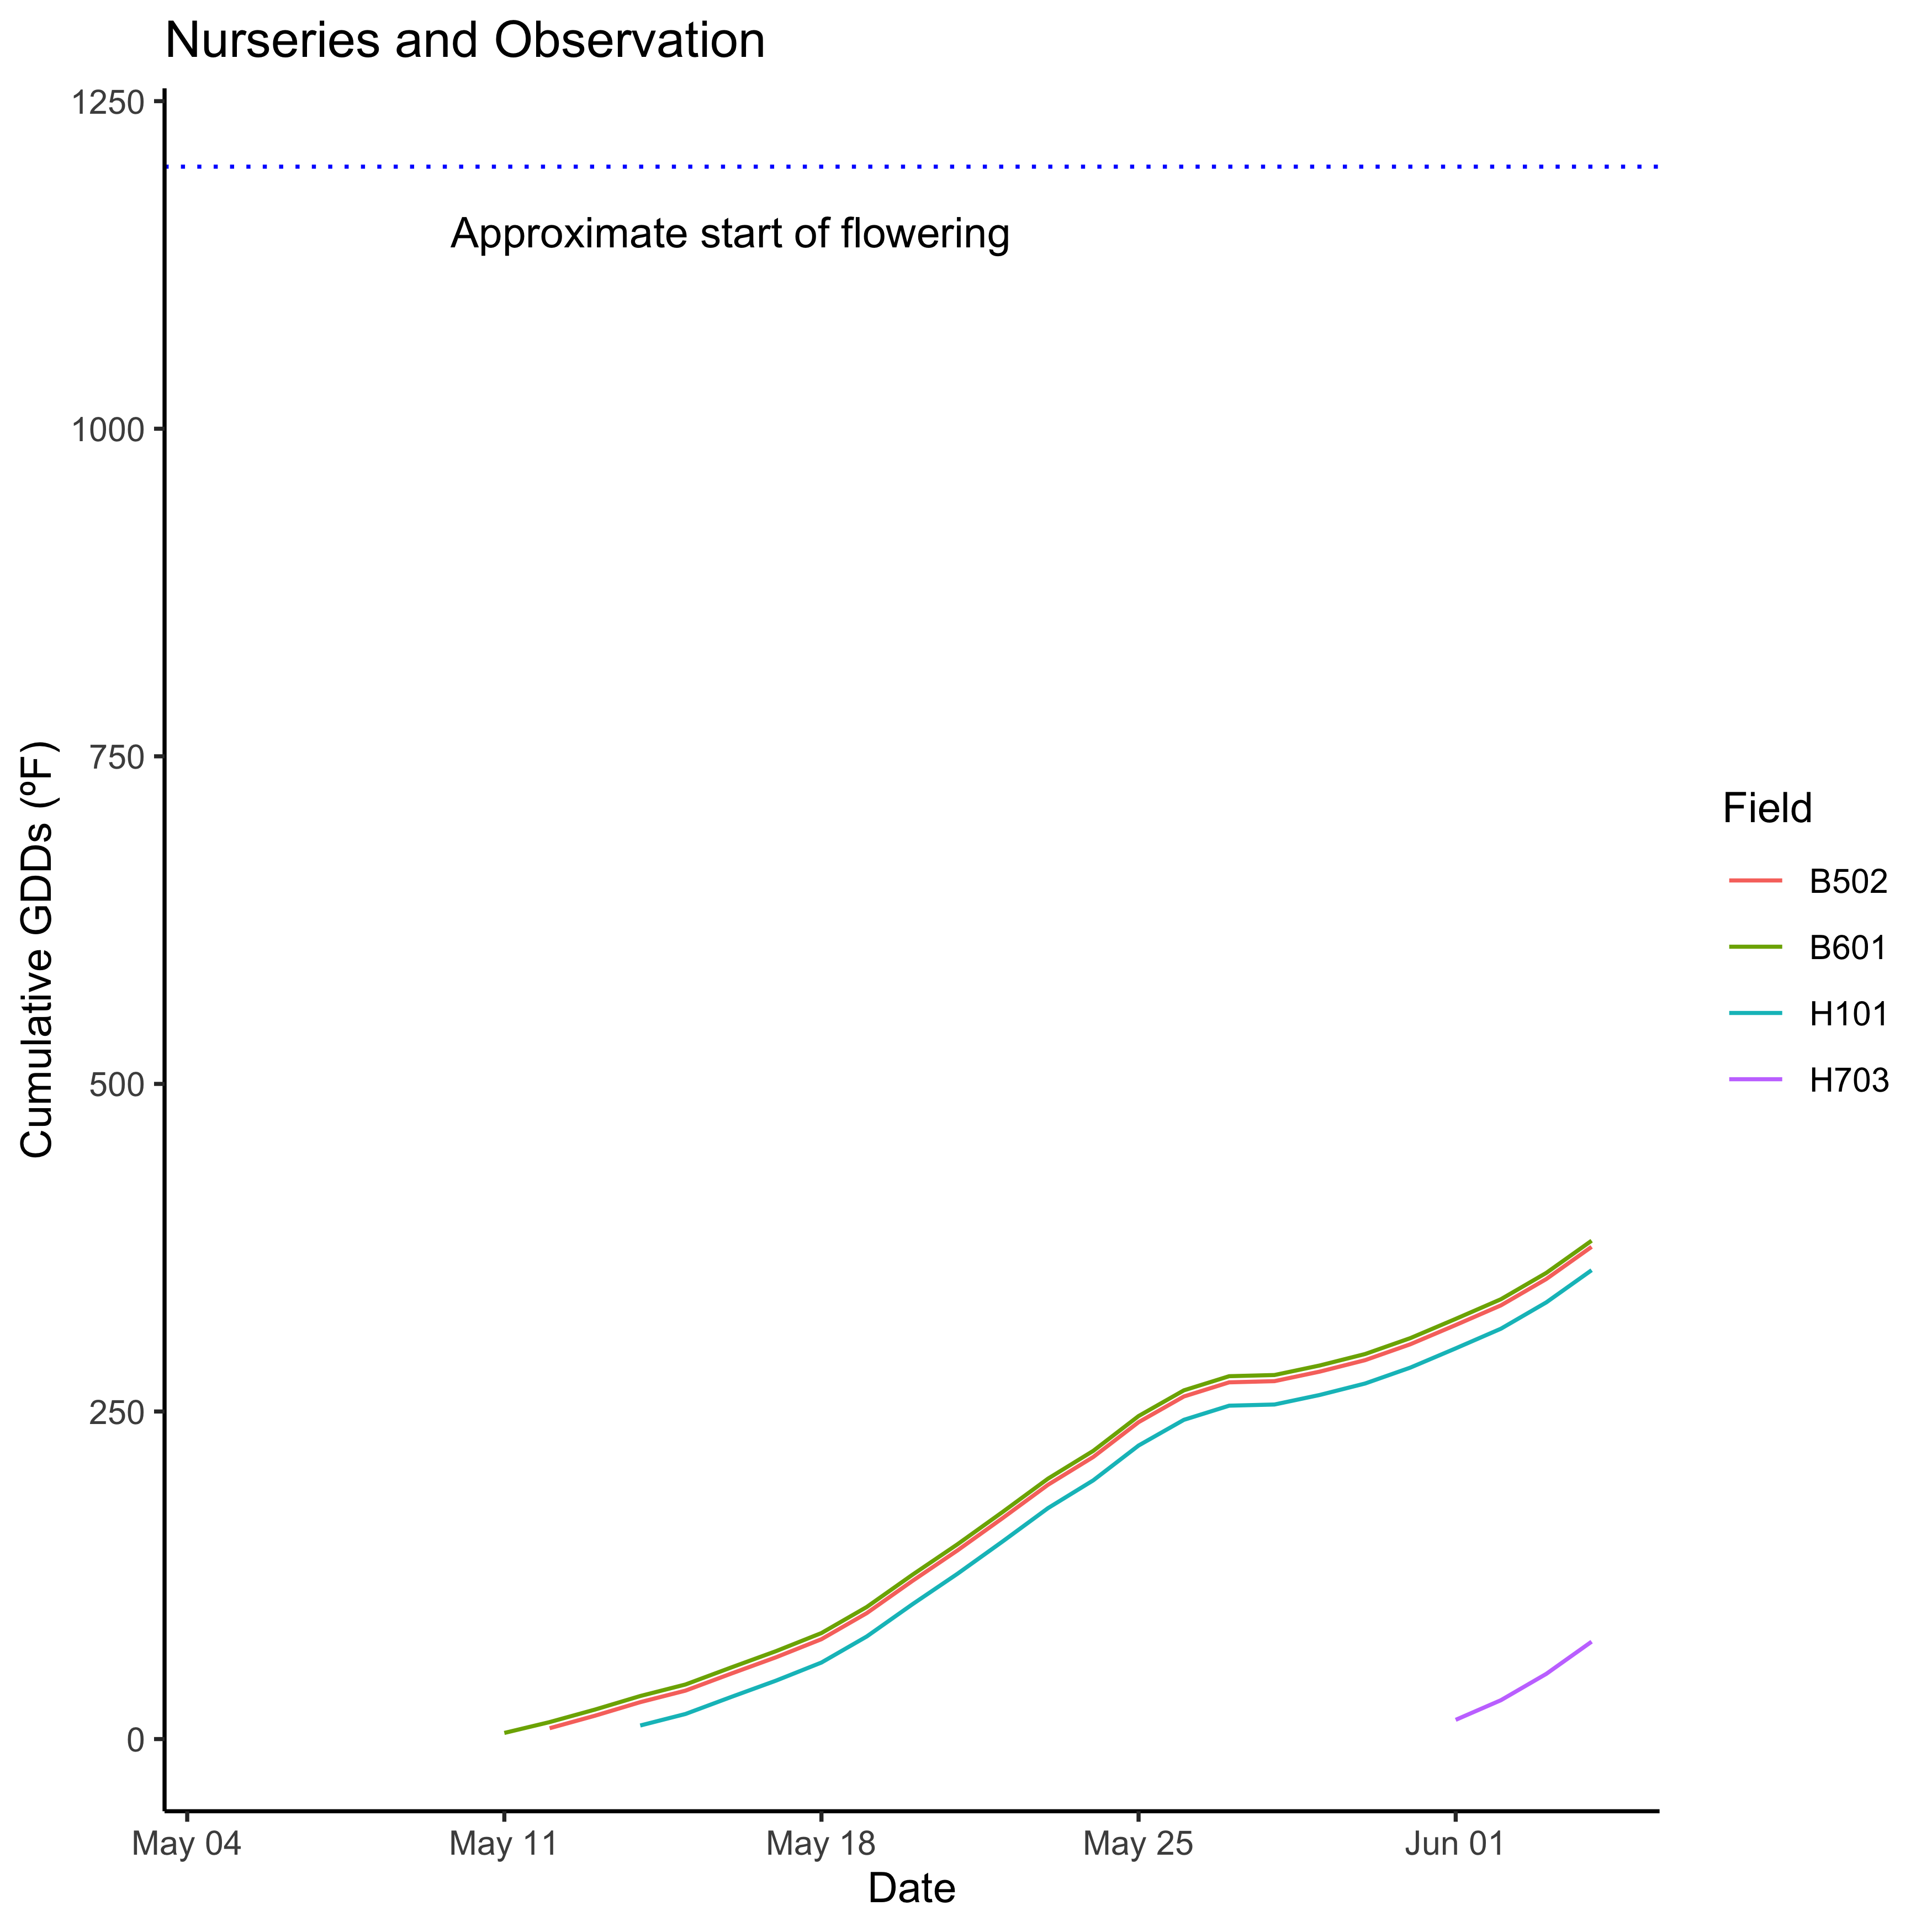 Nurseries and Observation
1250
Approximate start of flowering
1000
750
500
250
0
Cumulative GDDs (ºF)
May 04
May 11
May 18
May 25
Jun 01
Date
Field
B502
B601
H101
H703